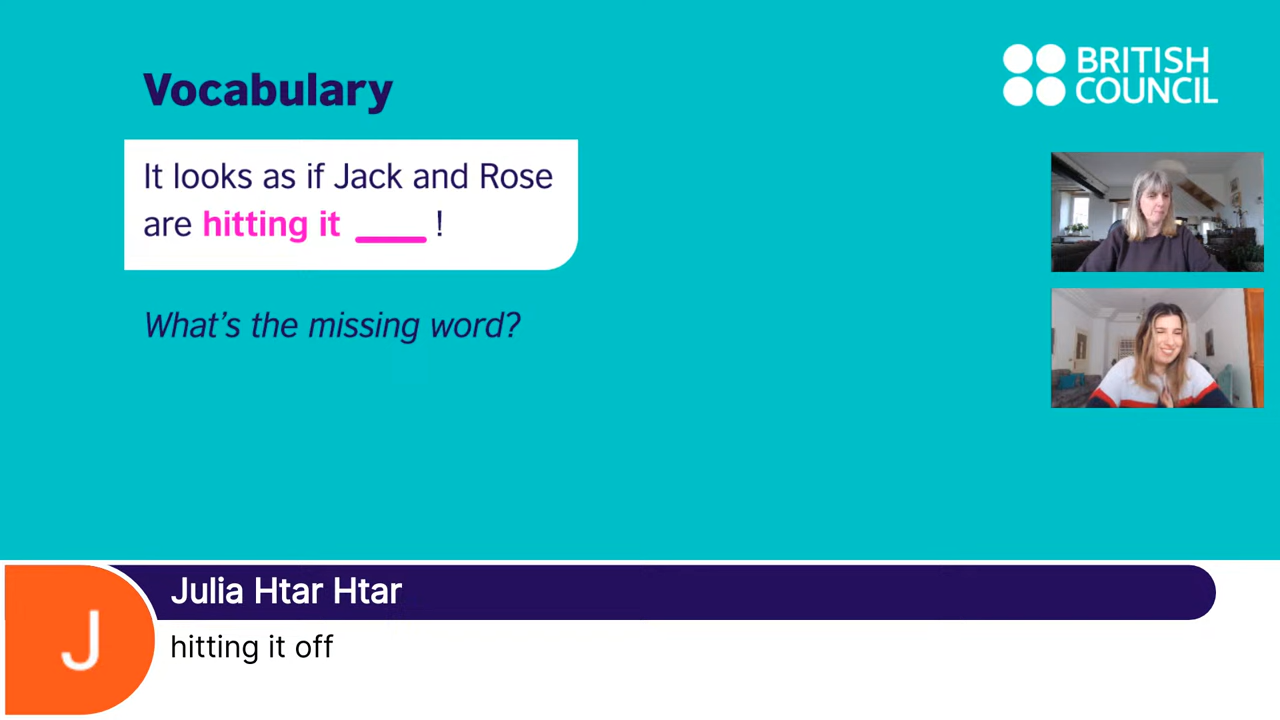 Vocabulary
BRITISH
COUNCIL
It looks as if Jack and Rose
are hitting it ____ !
What's the missing word?
J
Julia Htar Htar
hitting it off